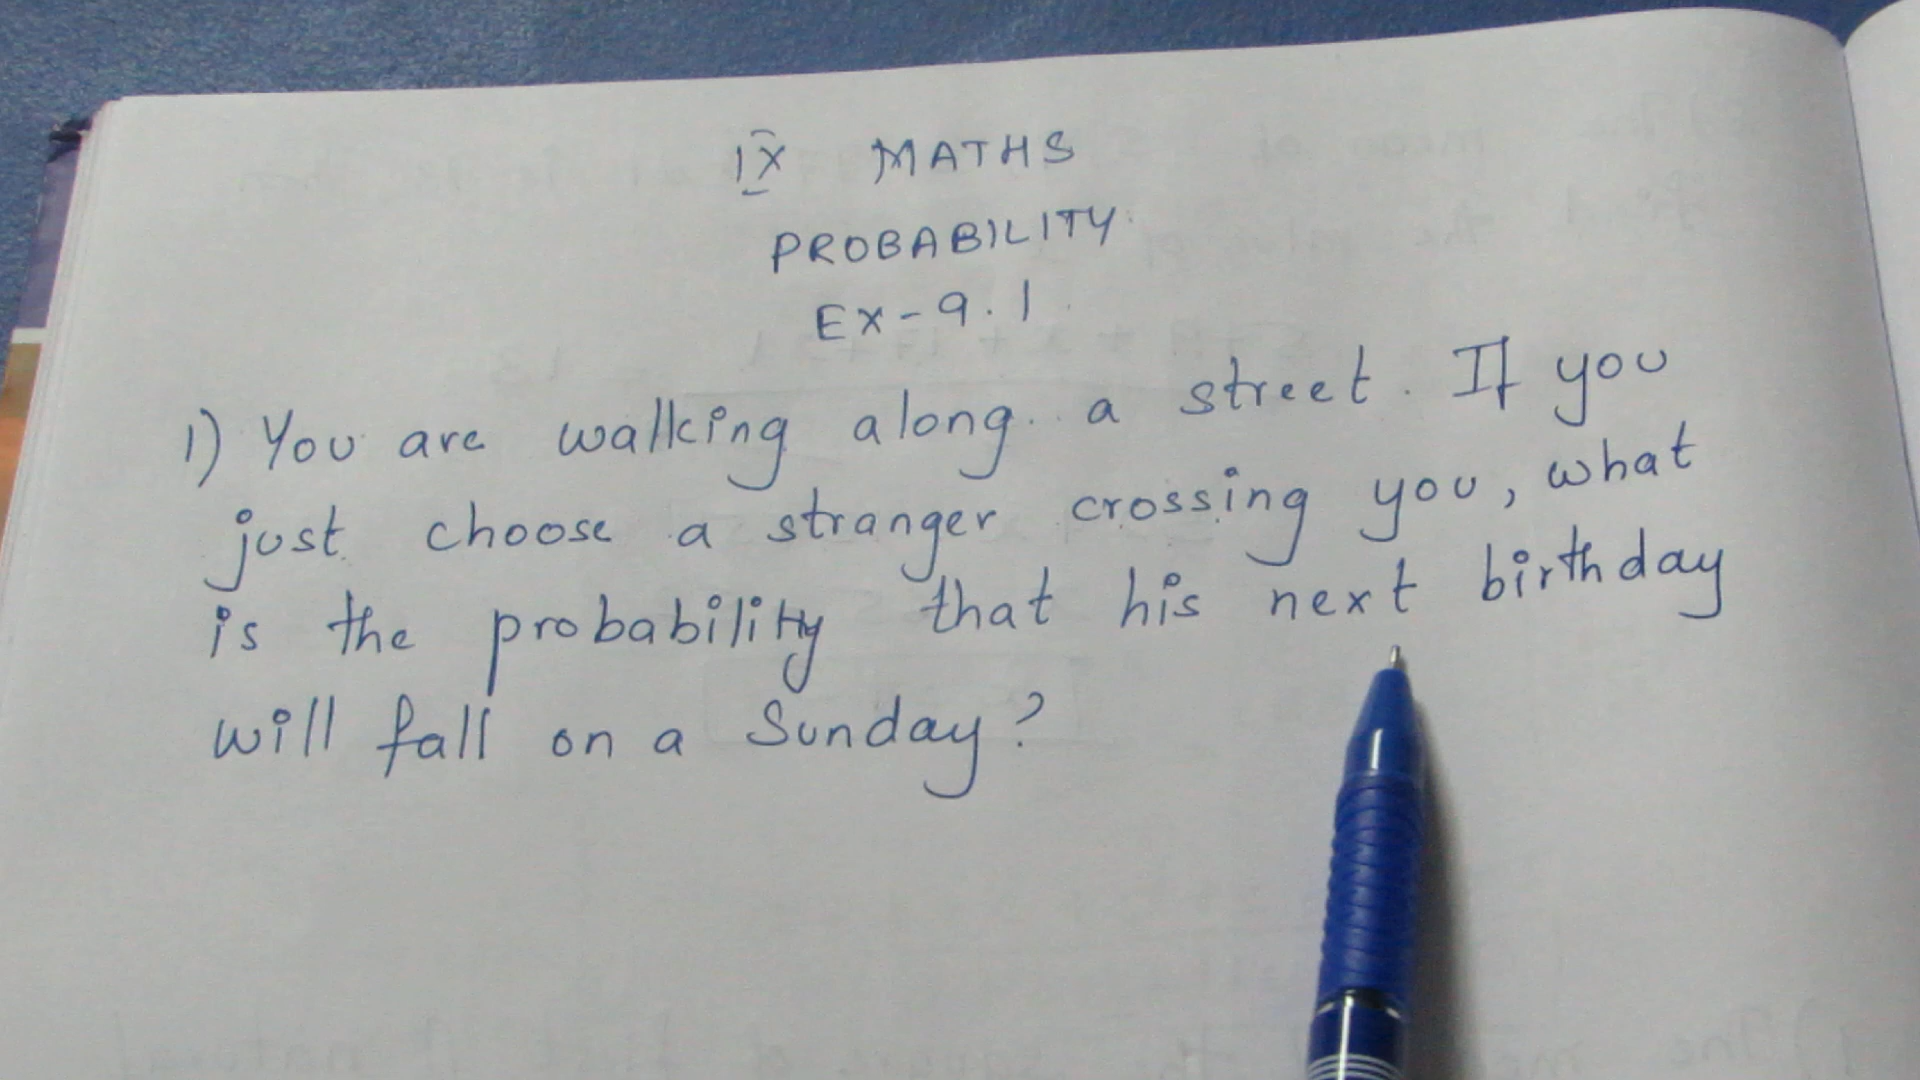 IX MATHS
PROBABILITY
EX-9.1
1) You are walking along a street. If you
just choose a stranger crossing you, what
is the probability that his next birthday
will fall on a Sunday?